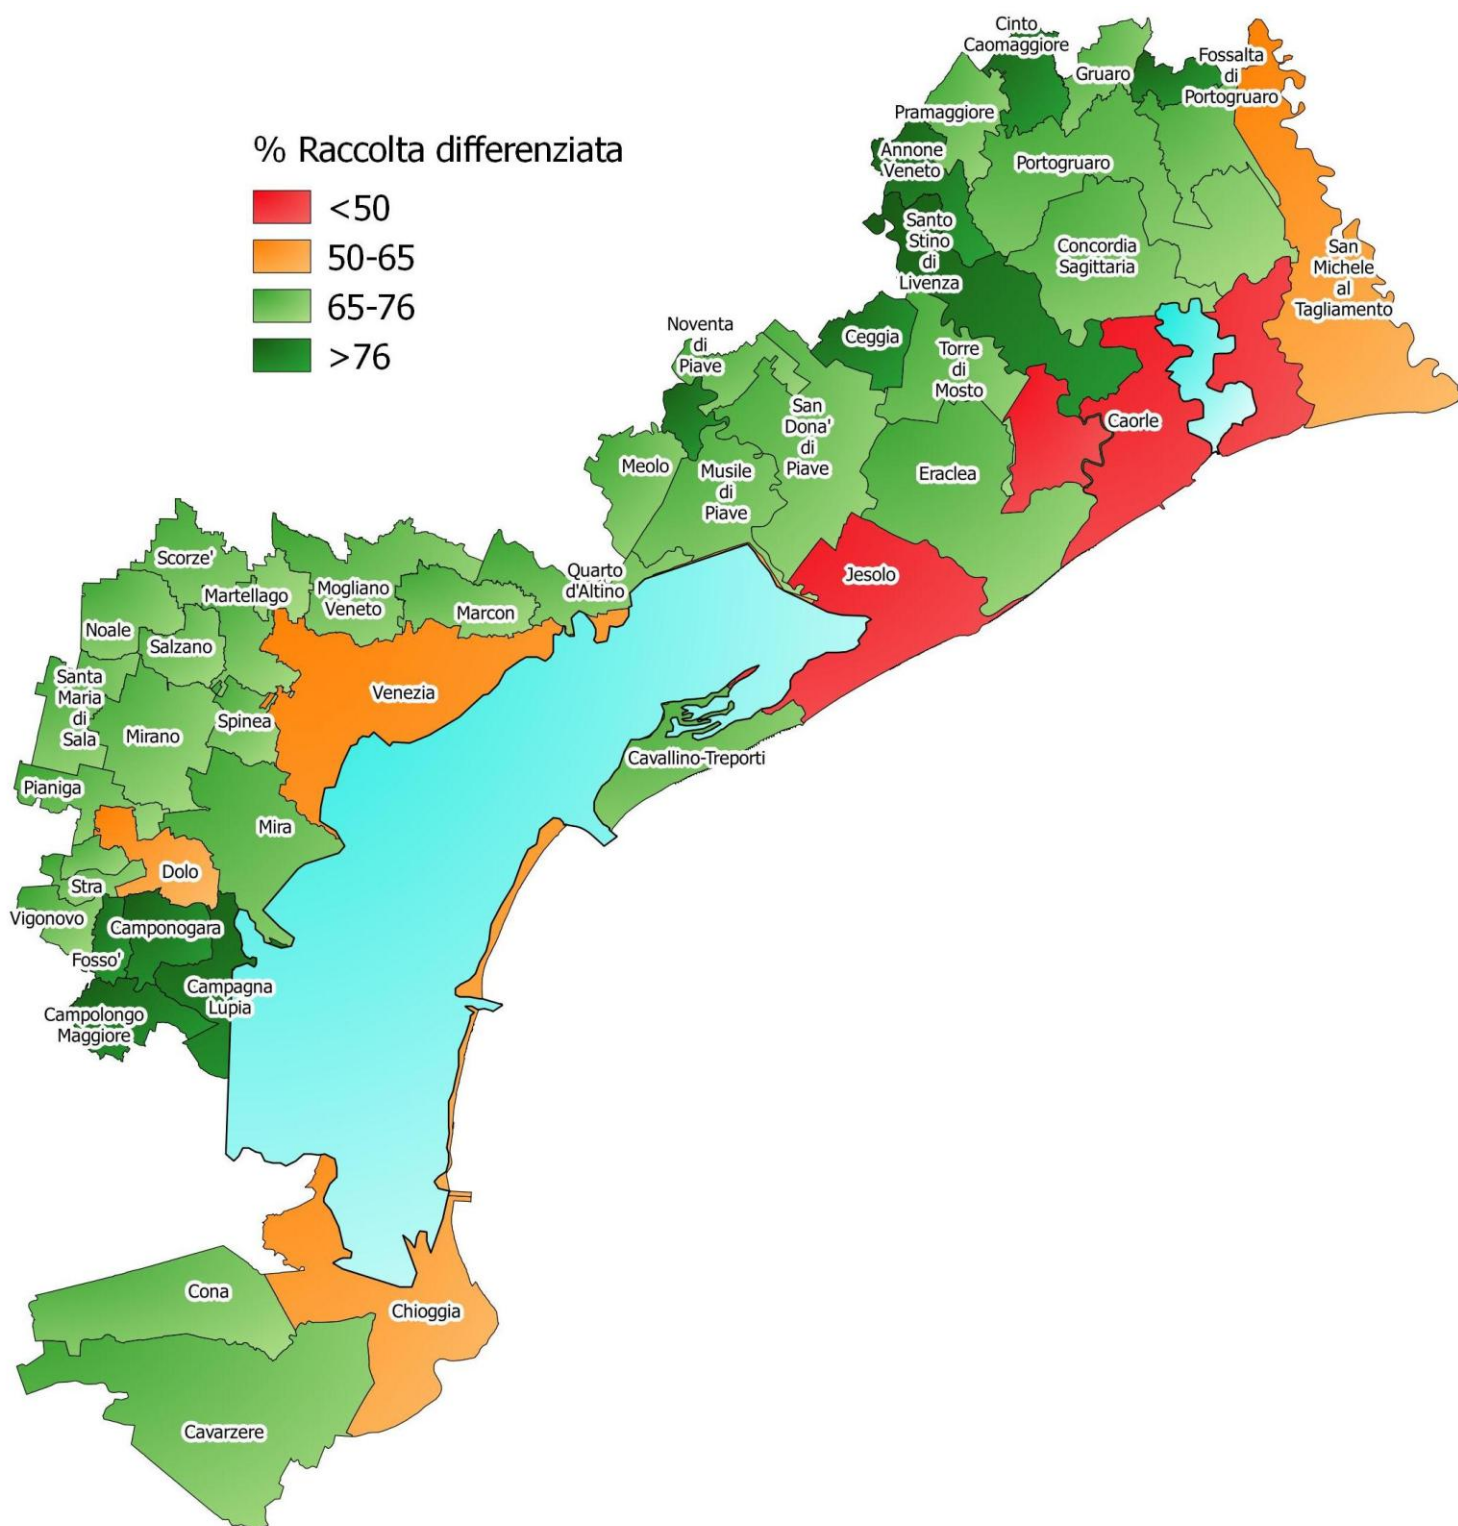 % Raccolta differenziata
<50
50-65
65-76
>76
Cinto
Caomaggiore
Gruaro
Fossalta
di
Portogruaro
Pramaggiore
Annone
Veneto
Portogruaro
Santo
Stino
di
Livenza
Concordia
Sagittaria
San
Michele
al
Tagliamento
Noventa
di
Piave
Ceggia
Torre
di
Mosto
Caorle
San
Dona'
di
Piave
Meolo
Musile
di
Piave
Eraclea
Scorze'
Martellago
Mogliano
Veneto
Marcon
Quarto
d'Altino
Jesolo
Noale
Salzano
Santa
Maria
di
Sala
Mirano
Spinea
Venezia
Cavallino-Treporti
Pianiga
Mira
Dolo
Stra
Vigonovo
Camponogara
Fosso'
Campagna
Lupia
Campolongo
Maggiore
Cona
Chioggia
Cavarzere